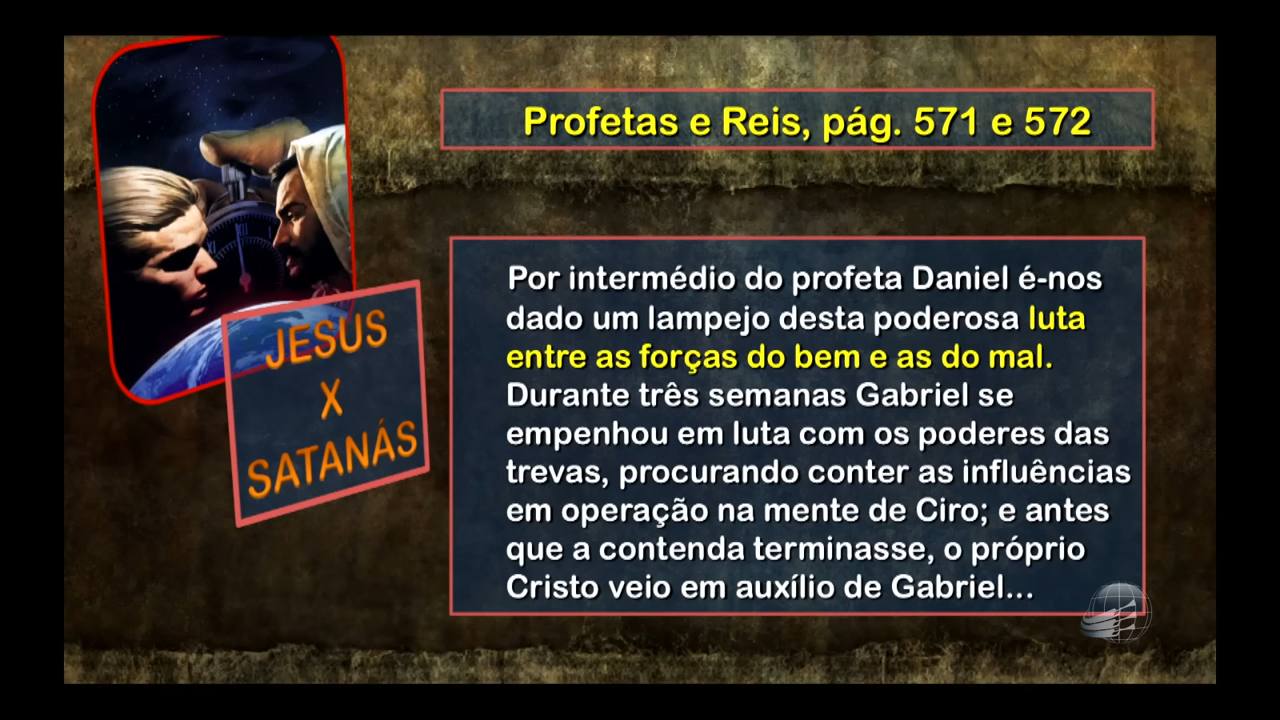 Profetas e Reis, pág. 571 e 572
JESUS
X
SATANÁS
Por intermédio do profeta Daniel é-nos
dado um lampejo desta poderosa luta
entre as forças do bem e as do mal.
Durante três semanas Gabriel se
empenhou em luta com os poderes das
trevas, procurando conter as influências
em operação na mente de Ciro; e antes
que a contenda terminasse, o próprio
Cristo veio em auxílio de Gabriel...